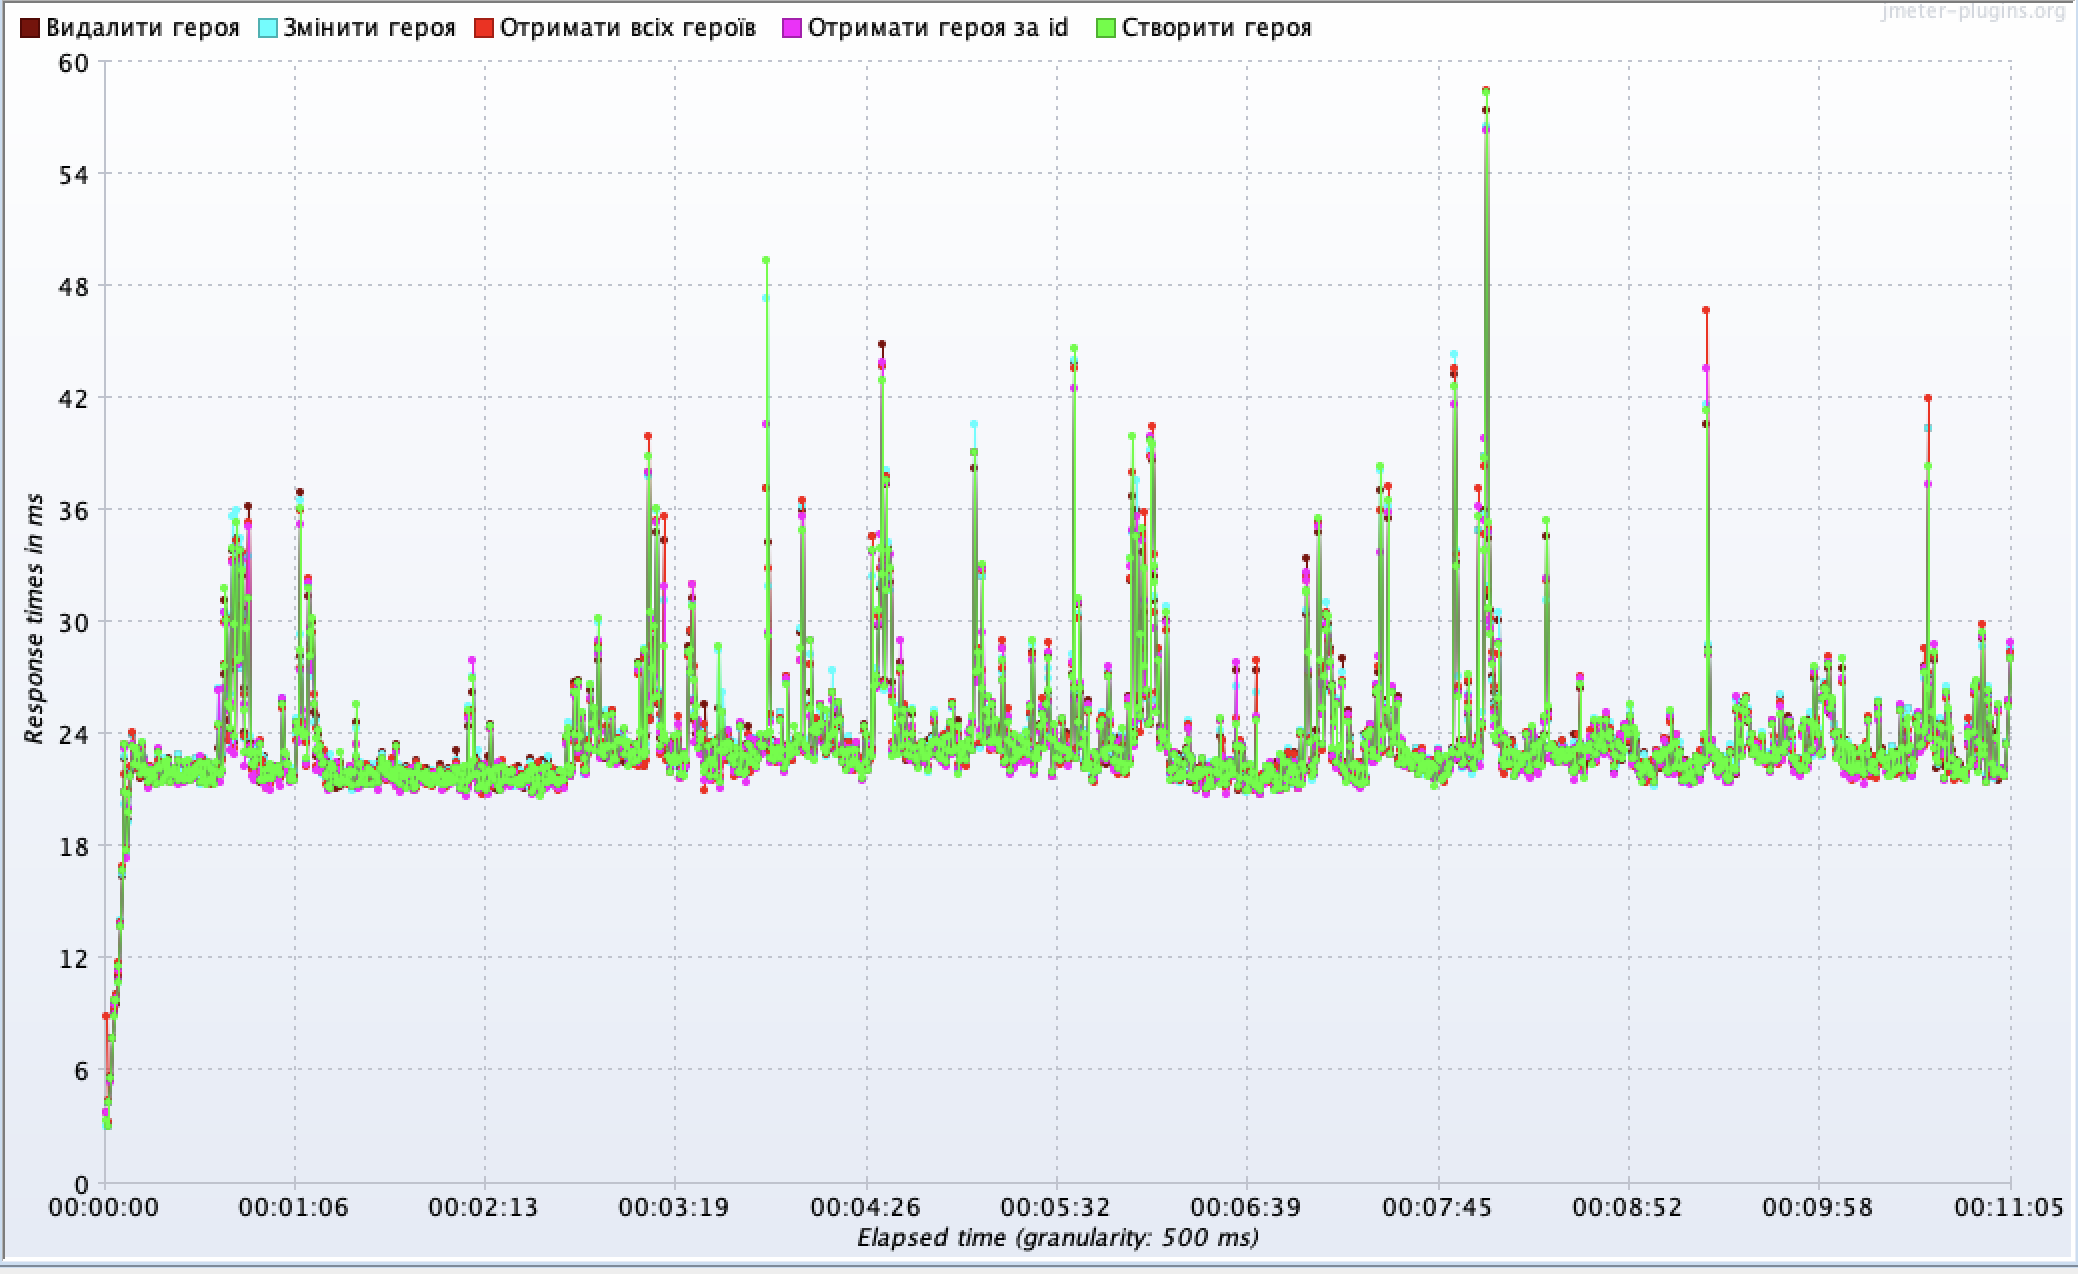 jmeter-plugins.org
Видалити героя Змінити героя Отримати всіх героїв Отримати героя за id Створити героя
60
54
48
42
36
30
24
18
12
6
0
Response times in ms
00:00:00 00:01:06 00:02:13 00:03:19 00:04:26 00:05:32 00:06:39 00:07:45 00:08:52 00:09:58 00:11:05
Elapsed time (granularity: 500 ms)